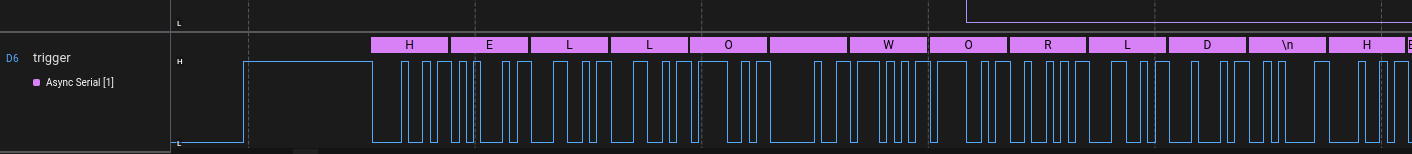 L
D6 trigger
H E L L O W O R L D \n H
H
Async Serial [1]
L